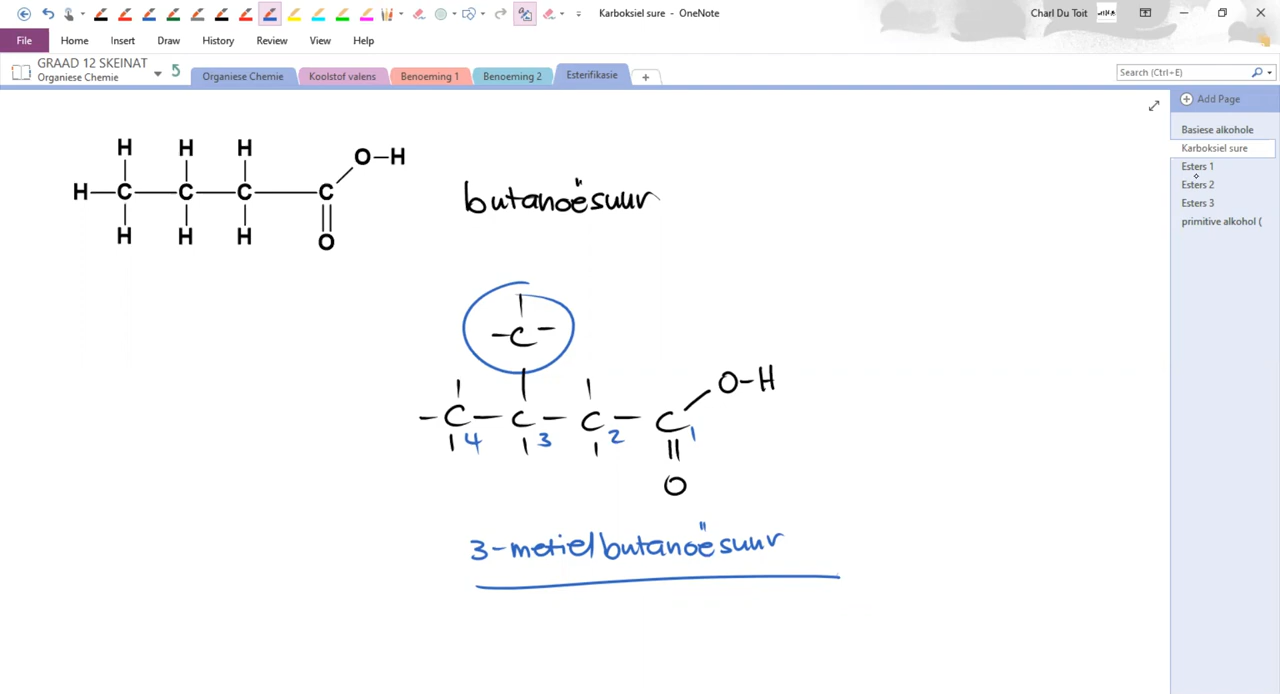 Karboksiel sure - OneNote
Charl Du Toit
File Home Insert Draw History Review View Help
GRAAD 12 SKEINAT
Organiese Chemie
Organiese Chemie Koolstof valens Benoeming 1 Benoeming 2 Esterifikasie +
Search (Ctrl+E)
Add Page
Basiese alkohole
Karboksiel sure
Esters 1
Esters 2
Esters 3
primitive alkohol (
H H H O-H
H-C-C-C-C
H H H O
butanoësuur
-C-
O-H
-C-C-C-C
4 3 2 1
O
3-metielbutanoësuur